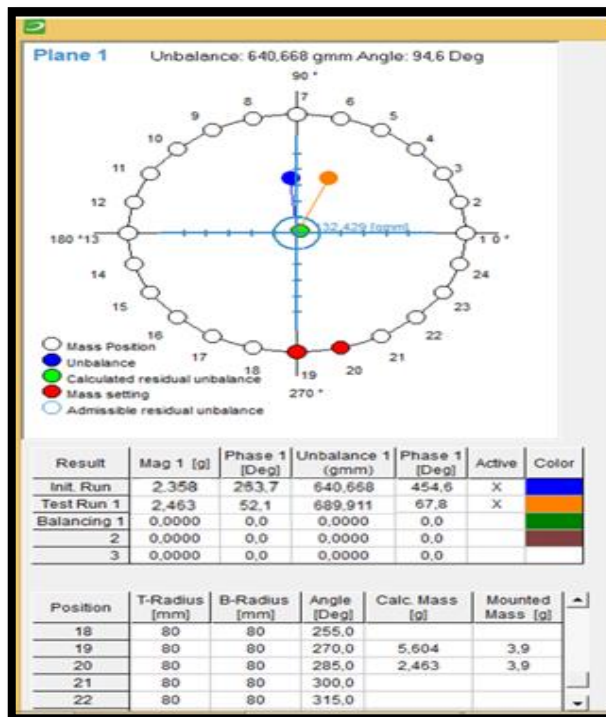 Plane 1
Unbalance: 640,668 gmm Angle: 94,6 Deg
90 °
7
8 6
9 5
10 4
11 3
12 2
180 °13 1 0 °
132,429 [gmm]
14 24
15 23
16 22
17 21
18 20
19
270 °
Mass Position
Unbalance
Calculated residual unbalance
Mass setting
Admissible residual unbalance
Result Mag 1 [g] Phase 1 [Deg] Unbalance 1 (gmm) Phase 1 [Deg] Active Color
Init. Run 2,358 263,7 640,668 454,6 X
Test Run 1 2,463 52,1 689,911 67,8 X
Balancing 1 0,0000 0,0 0,0000 0,0
2 0,0000 0,0 0,0000 0,0
3 0,0000 0,0 0,0000 0,0
Position T-Radius [mm] B-Radius [mm] Angle [Deg] Calc. Mass [g] Mounted Mass [g]
18 80 80 255,0
19 80 80 270,0 5,604 3,9
20 80 80 285,0 2,463 3,9
21 80 80 300,0
22 80 80 315,0